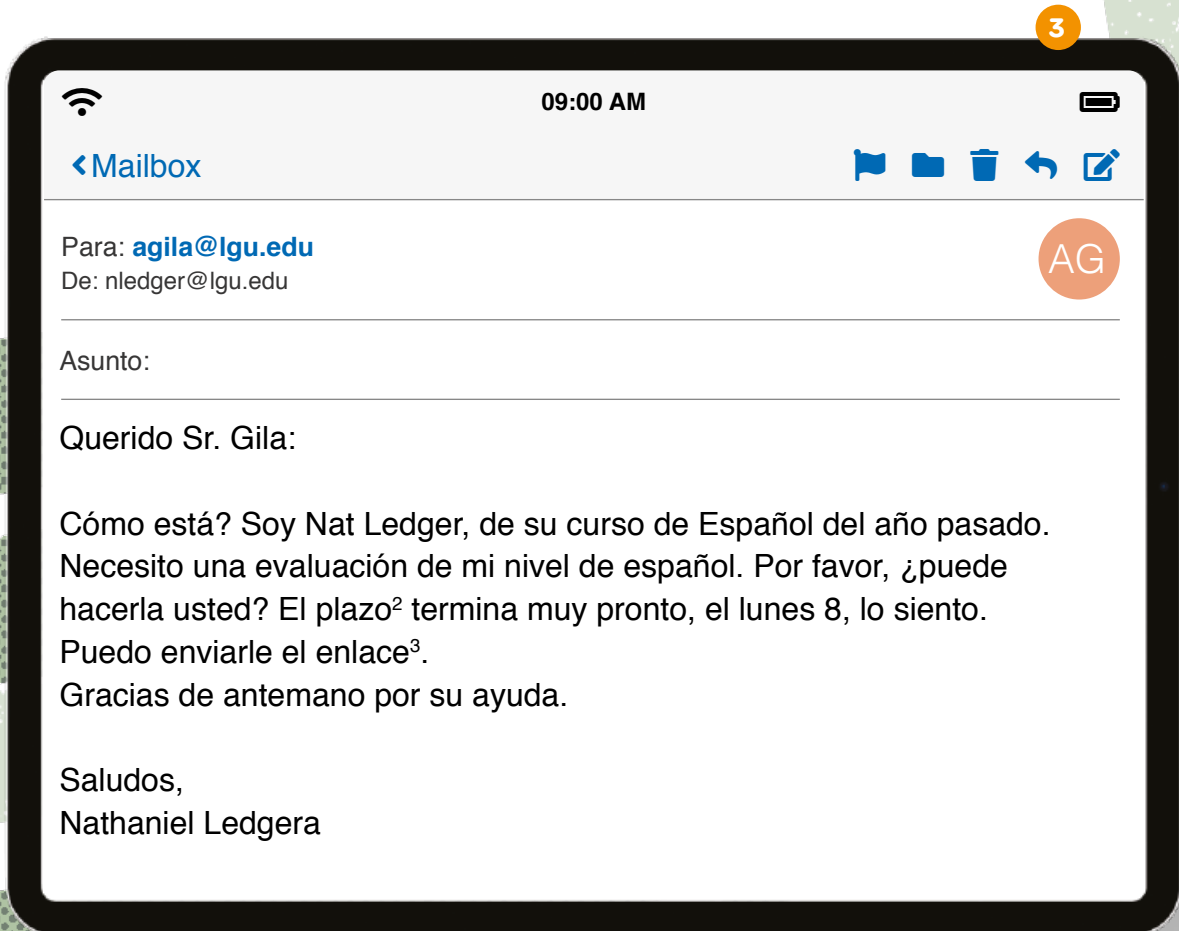 3
09:00 AM
Mailbox
Para: agila@lgu.edu
De: nledger@lgu.edu
AG
Asunto:
Querido Sr. Gila:
Cómo está? Soy Nat Ledger, de su curso de Español del año pasado.
Necesito una evaluación de mi nivel de español. Por favor, ¿puede
hacerla usted? El plazo² termina muy pronto, el lunes 8, lo siento.
Puedo enviarle el enlace³.
Gracias de antemano por su ayuda.
Saludos,
Nathaniel Ledgera